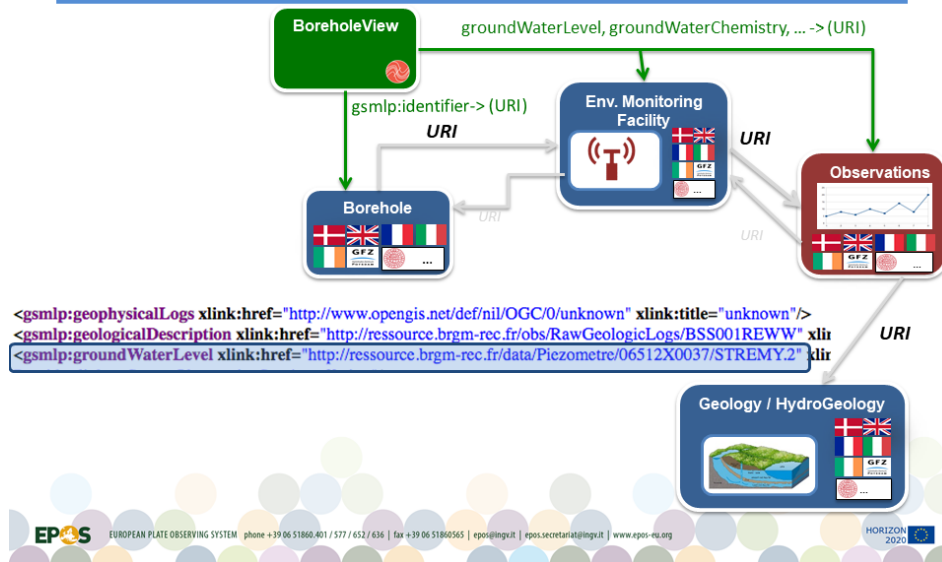 BoreholeView
groundWaterLevel, groundWaterChemistry, ... -> (URI)
gsmlp:identifier-> (URI)
URI
Env. Monitoring
Facility
GFZ
...
URI
Observations
GFZ
...
URI
URI
Borehole
GFZ
...
<gsmlp:geophysicalLogs xlink:href="http://www.opengis.net/def/nil/OGC/0/unknown" xlink:title="unknown"/>
<gsmlp:geologicalDescription xlink:href="http://ressource.brgm-rec.fr/obs/RawGeologicLogs/BSS001REWW" xlin
<gsmlp:groundWaterLevel xlink:href="http://ressource.brgm-rec.fr/data/Piezometre/06512X0037/STREMY.2" xlin
URI
Geology / HydroGeology
GFZ
...
EPOS EUROPEAN PLATE OBSERVING SYSTEM phone +39 06 51860.401 / 577 / 652 / 636 | fax +39 06 51860565 | epos@ingv.it | epos.secretariat@ingv.it | www.epos-eu.org
HORIZON
2020